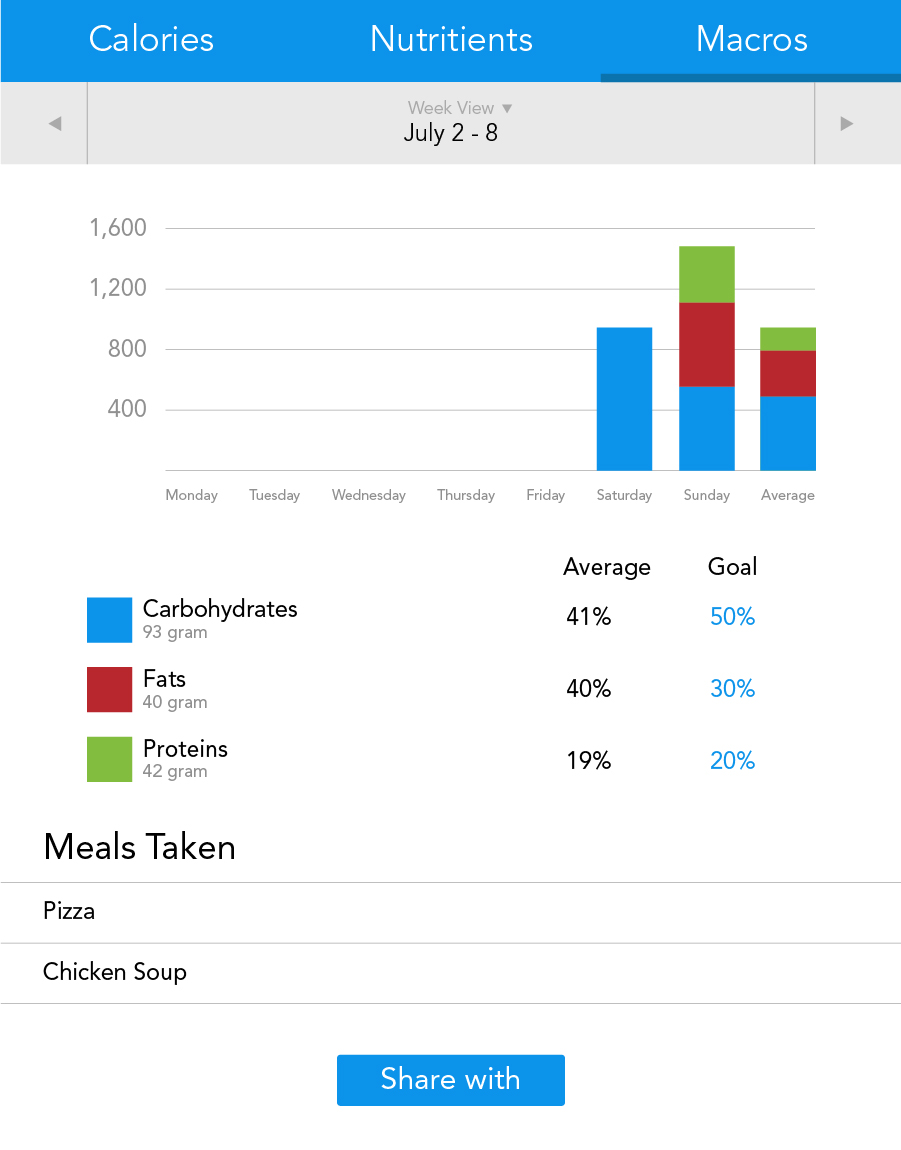 Calories Nutritients Macros
Week View
July 2 - 8
1,600
1,200
800
400
Monday Tuesday Wednesday Thursday Friday Saturday Sunday Average
Average Goal
Carbohydrates 41% 50%
93 gram
Fats 40% 30%
40 gram
Proteins 19% 20%
42 gram
Meals Taken
Pizza
Chicken Soup
Share with